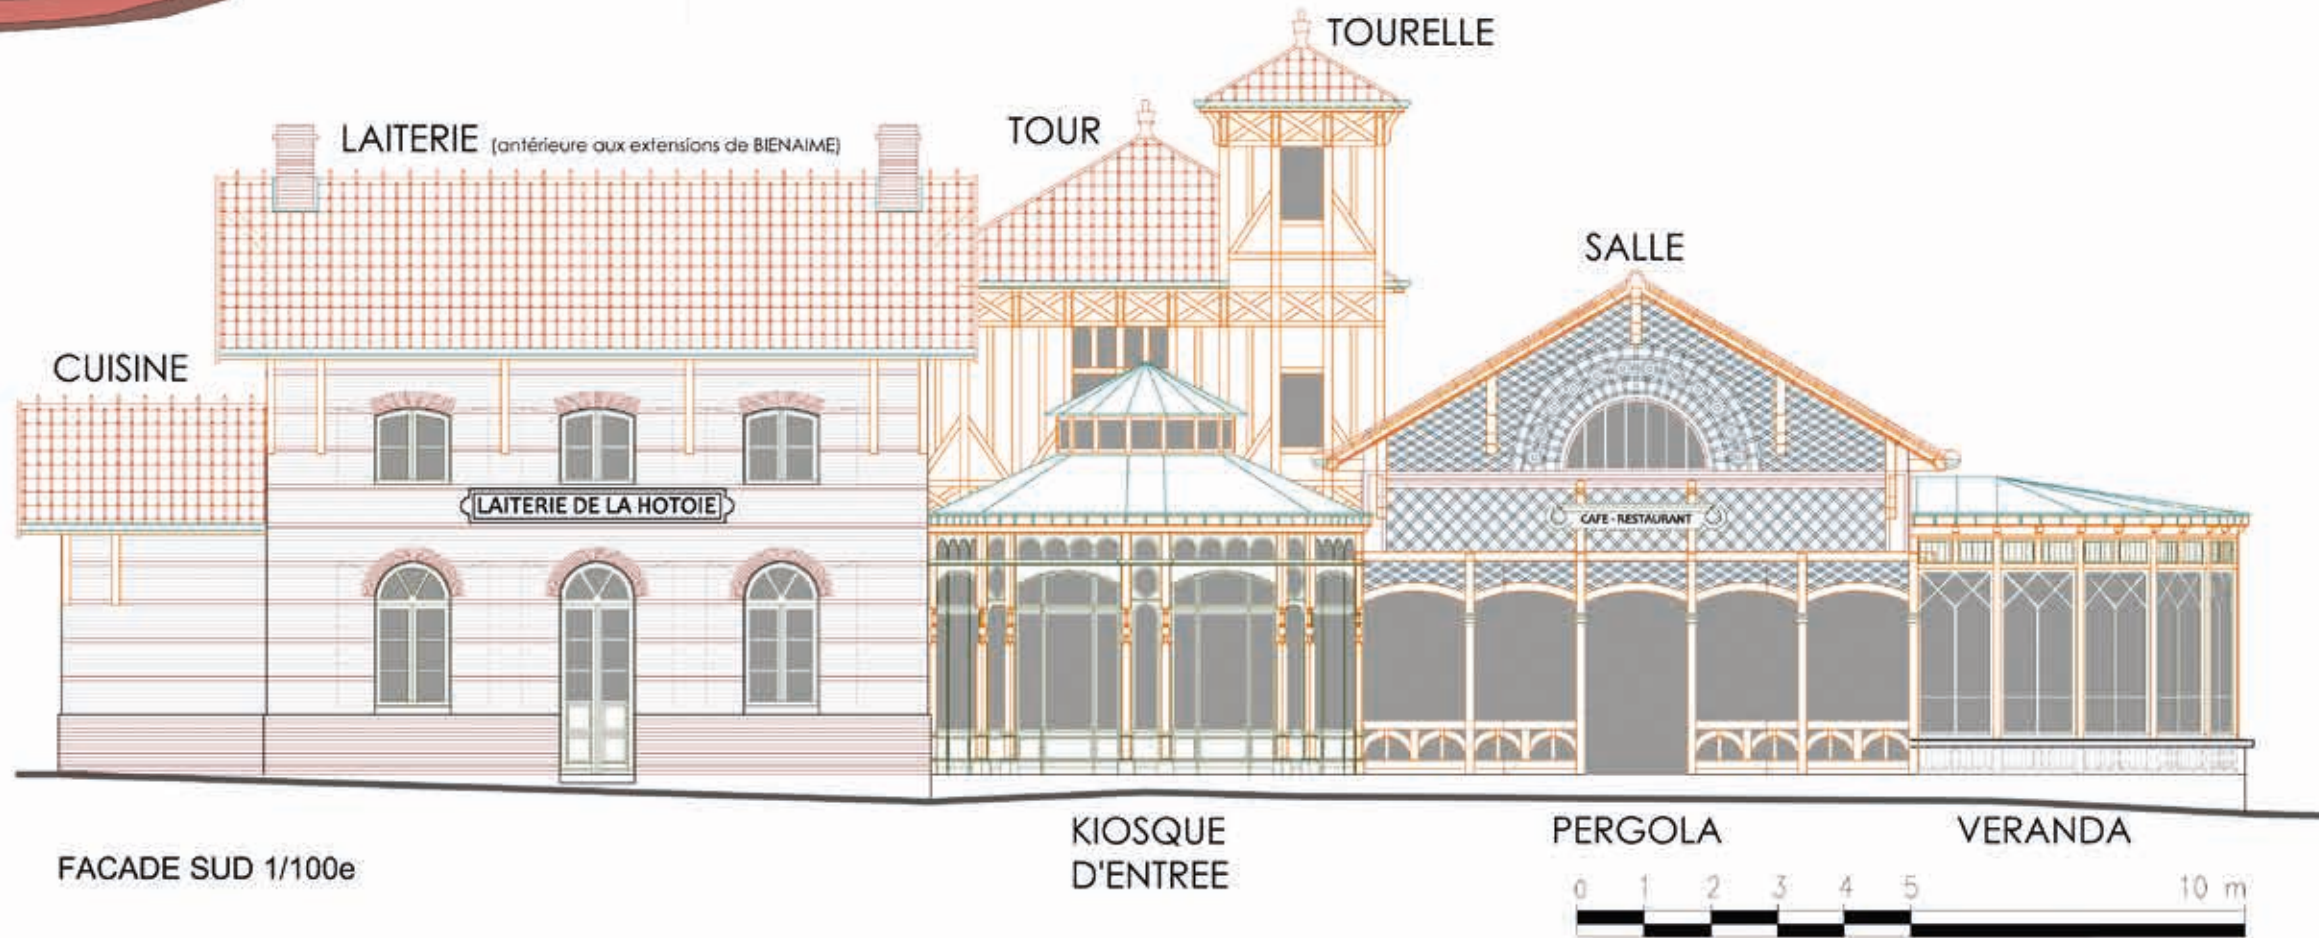 TOURELLE
TOUR
LAITERIE (antérieure aux extensions de BIENAIME)
SALLE
CUISINE
LAITERIE DE LA HOTOIE
CAFE - RESTAURANT
KIOSQUE
D'ENTREE
PERGOLA
VERANDA
FACADE SUD 1/100e
0 1 2 3 4 5 10 m